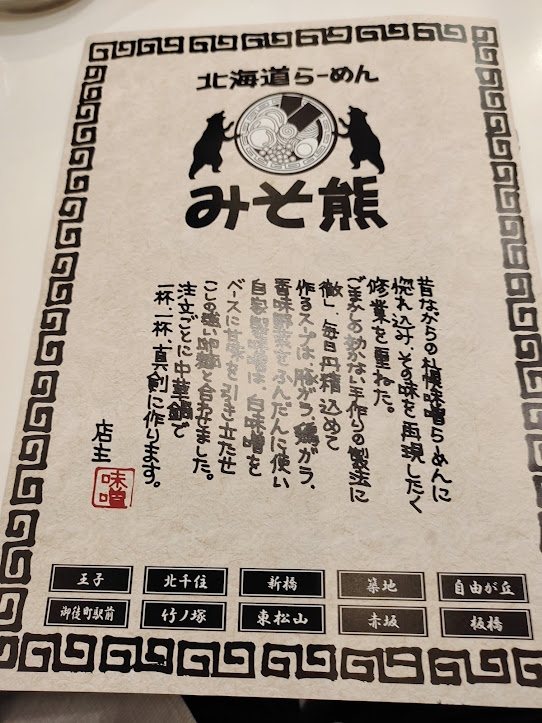 北海道らーめん
みそ熊
昔ながらの札幌味噌らーめんに
惚れ込み、その味を再現したく
修業を重ねた。
ごまかしの効かない手作りの製法に
徹し、毎日丹精込めて
作るスープは、豚ガラ、鶏ガラ、
香味野菜をふんだんに使い
自家製味噌は、白味噌を
ベースに甘味を引き立たせ
こしの強い卵麺と合わせました。
注文ごとに中華鍋で
一杯、一杯、真剣に作ります。
店主
味噌
王子
北千住
新橋
築地
自由が丘
御徒町駅前
竹ノ塚
東松山
赤坂
板橋